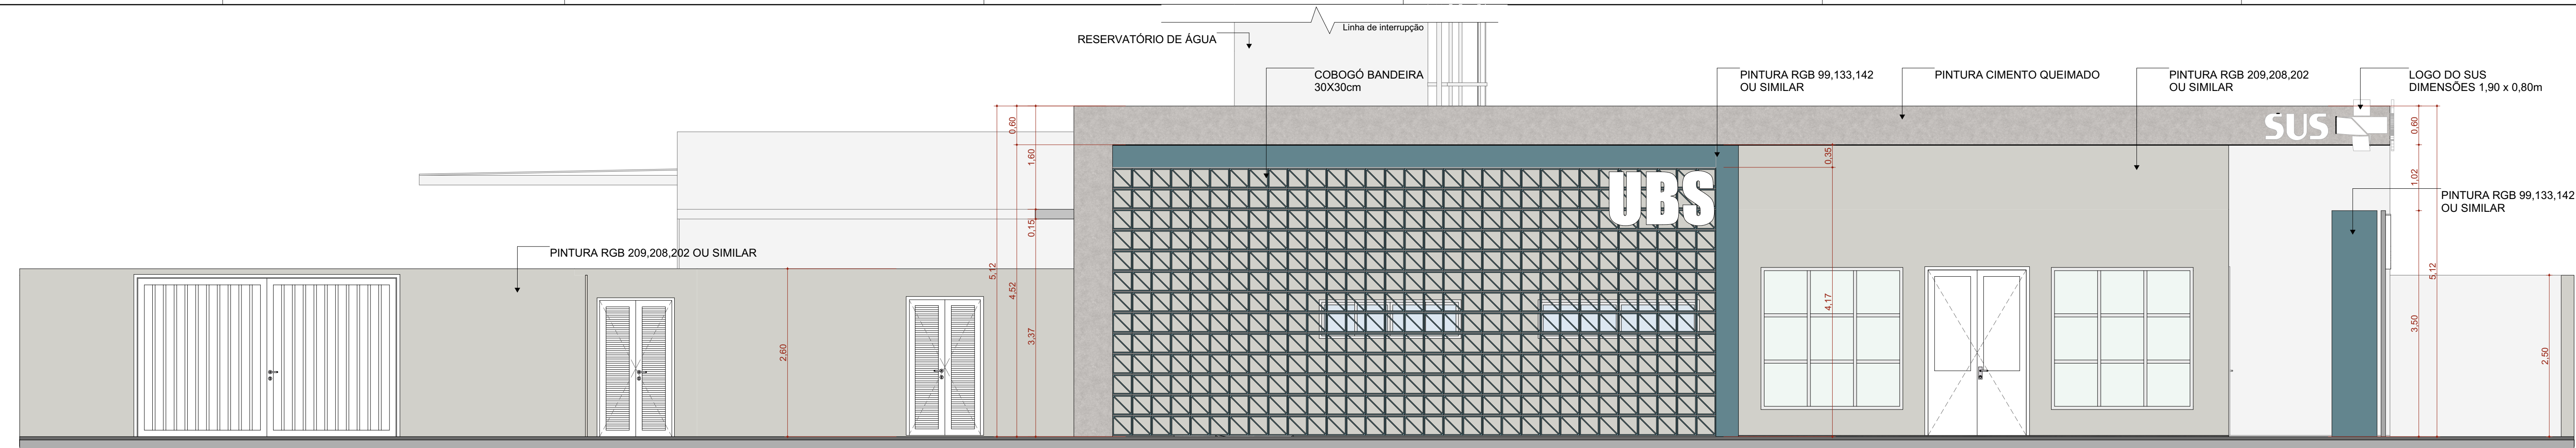 Linha de interrupção
RESERVATÓRIO DE ÁGUA
COBOGÓ BANDEIRA
30X30cm
PINTURA RGB 99,133,142
OU SIMILAR
PINTURA CIMENTO QUEIMADO
PINTURA RGB 209,208,202
OU SIMILAR
LOGO DO SUS
DIMENSÕES 1,90 x 0,80m
SUS
0,60
1,60
0,60
0,35
1,02
UBS
PINTURA RGB 99,133,142
OU SIMILAR
0,15
PINTURA RGB 209,208,202 OU SIMILAR
5,12
4,52
4,17
5,12
3,37
2,60
3,50
2,50